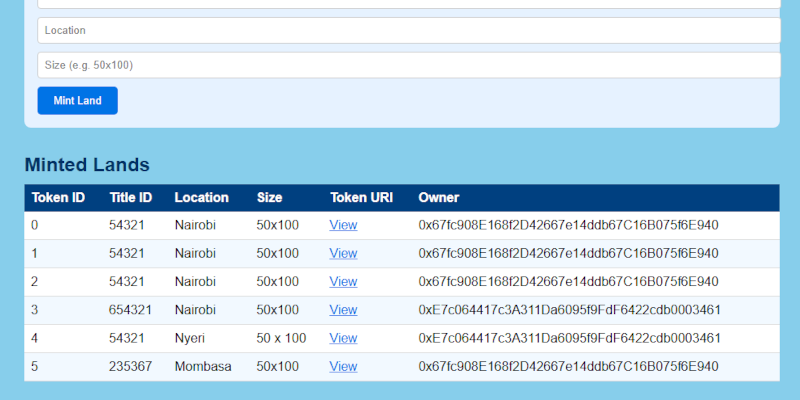 Location
Size (e.g. 50x100)
Mint Land
Minted Lands
Token ID Title ID Location Size Token URI Owner
0 54321 Nairobi 50x100 View 0x67fc908E168f2D42667e14ddb67C16B075f6E940
1 54321 Nairobi 50x100 View 0x67fc908E168f2D42667e14ddb67C16B075f6E940
2 54321 Nairobi 50x100 View 0x67fc908E168f2D42667e14ddb67C16B075f6E940
3 654321 Nairobi 50x100 View 0xE7c064417c3A311Da6095f9FdF6422cdb0003461
4 54321 Nyeri 50 x 100 View 0xE7c064417c3A311Da6095f9FdF6422cdb0003461
5 235367 Mombasa 50x100 View 0x67fc908E168f2D42667e14ddb67C16B075f6E940